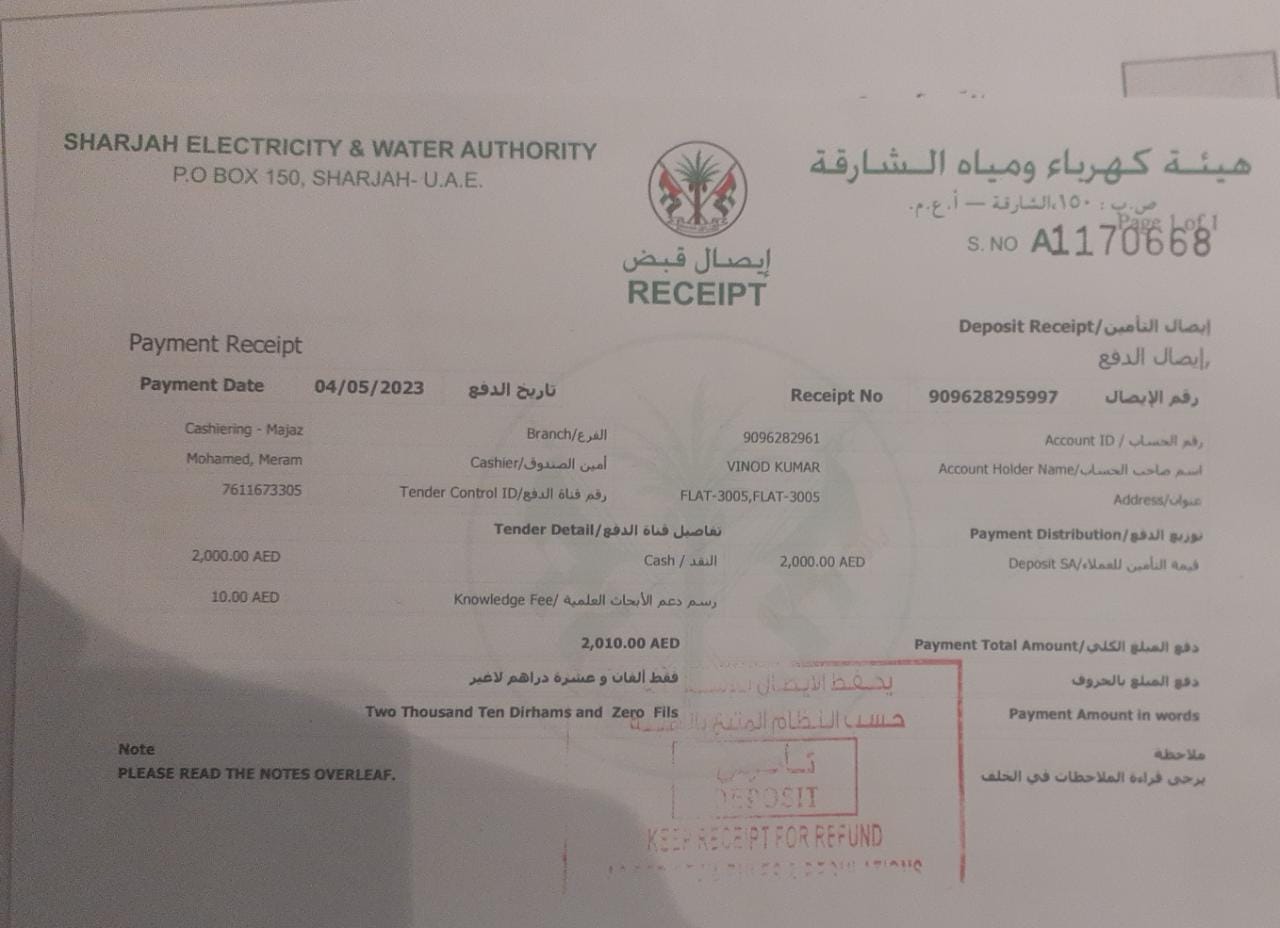 SHARJAH ELECTRICITY & WATER AUTHORITY
P.O BOX 150, SHARJAH- U.A.E.
هيئة كهرباء ومياه الشارقة
ص.ب : ١٥٠،الشارقة — أ.ع.م.
Page 1 of 1
S. NO A1170668
إيصال قبض
RECEIPT
Deposit Receipt/إيصال التأمين
Payment Receipt
إيصال الدفع,
Payment Date 04/05/2023 تاريخ الدفع
Receipt No 909628295997 رقم الإيصال
Cashiering - Majaz Branch/الفرع
9096282961 Account ID / رقم الحساب
Mohamed, Meram Cashier/أمين الصندوق
VINOD KUMAR Account Holder Name/اسم صاحب الحساب
7611673305 Tender Control ID/رقم قناة الدفع
FLAT-3005,FLAT-3005 Address/عنوان
Tender Detail/تفاصيل قناة الدفع
Payment Distribution/توزيع الدفع
2,000.00 AED Cash / النقد
2,000.00 AED Deposit SA/قيمة التأمين للعملاء
10.00 AED Knowledge Fee/ رسم دعم الأبحاث العلمية
2,010.00 AED Payment Total Amount/دفع المبلغ الكلي
فقط ألفان و عشرة دراهم لاغير دفع المبلغ بالحروف
Two Thousand Ten Dirhams and Zero Fils Payment Amount in words
يحفظ الايصال
حسب النظام المتبع
Note
ملاحظة
PLEASE READ THE NOTES OVERLEAF.
يرجى قراءة الملاحظات في الخلف
تأمين
DEPOSIT
KEEP RECEIPT FOR REFUND
RULES & REGULATIONS